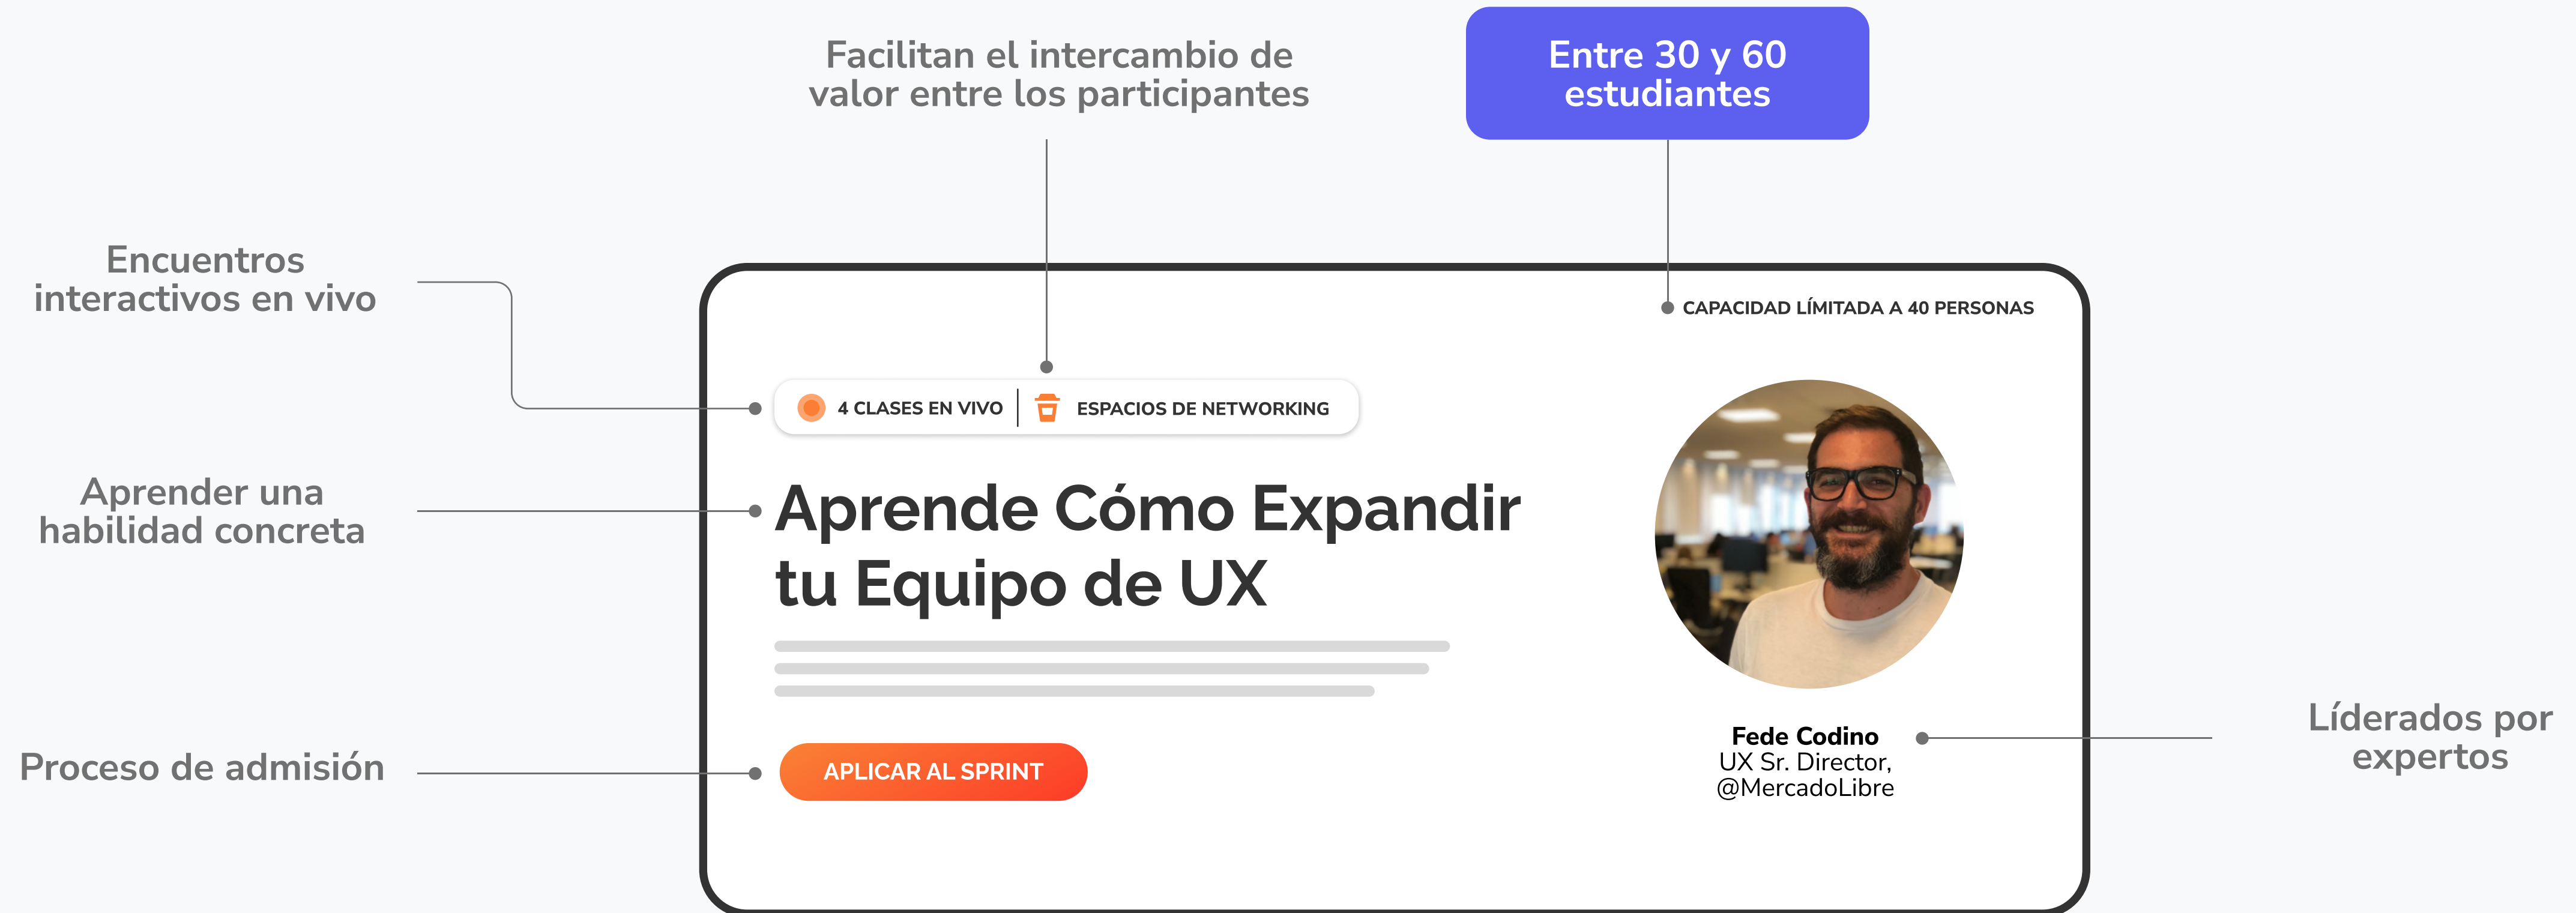 Facilitan el intercambio de
valor entre los participantes
Entre 30 y 60
estudiantes
Encuentros
interactivos en vivo
CAPACIDAD LÍMITADA A 40 PERSONAS
4 CLASES EN VIVO
ESPACIOS DE NETWORKING
Aprender una
habilidad concreta
Aprende Cómo Expandir
tu Equipo de UX
Proceso de admisión
APLICAR AL SPRINT
Fede Codino
UX Sr. Director,
@MercadoLibre
Líderados por
expertos